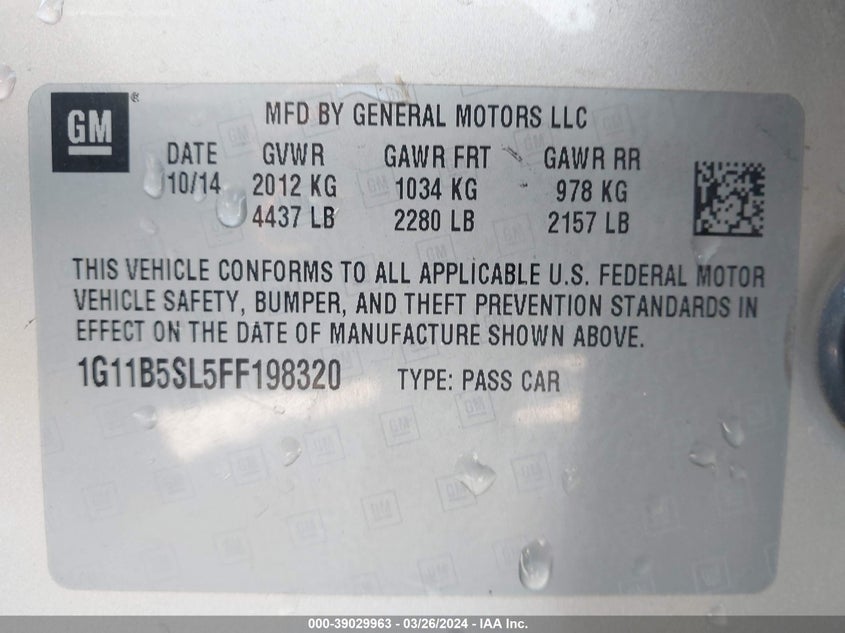 GM ®
MFD BY GENERAL MOTORS LLC
DATE GVWR GAWR FRT GAWR RR
10/14 2012 KG 1034 KG 978 KG
4437 LB 2280 LB 2157 LB
THIS VEHICLE CONFORMS TO ALL APPLICABLE U.S. FEDERAL MOTOR
VEHICLE SAFETY, BUMPER, AND THEFT PREVENTION STANDARDS IN
EFFECT ON THE DATE OF MANUFACTURE SHOWN ABOVE.
1G11B5SL5FF198320 TYPE: PASS CAR
000-39029963 - 03/26/2024 - IAA Inc.